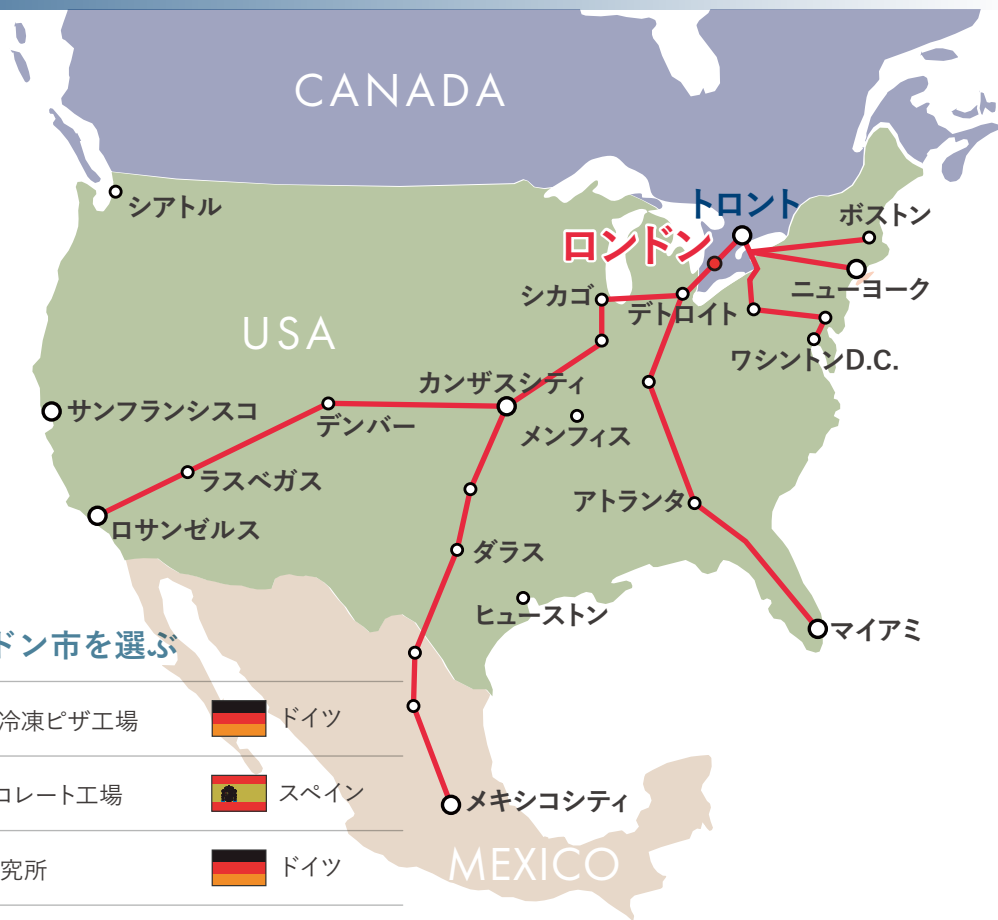 CANADA
シアトル
トロント
ボストン
ロンドン
シカゴ
デトロイト
ニューヨーク
USA
ワシントンD.C.
カンザスシティ
サンフランシスコ
デンバー
メンフィス
ラスベガス
アトランタ
ロサンゼルス
ダラス
ヒューストン
マイアミ
ドン市を選ぶ
冷凍ピザ工場 ドイツ
コレート工場 スペイン
メキシコシティ
究所 ドイツ
MEXICO